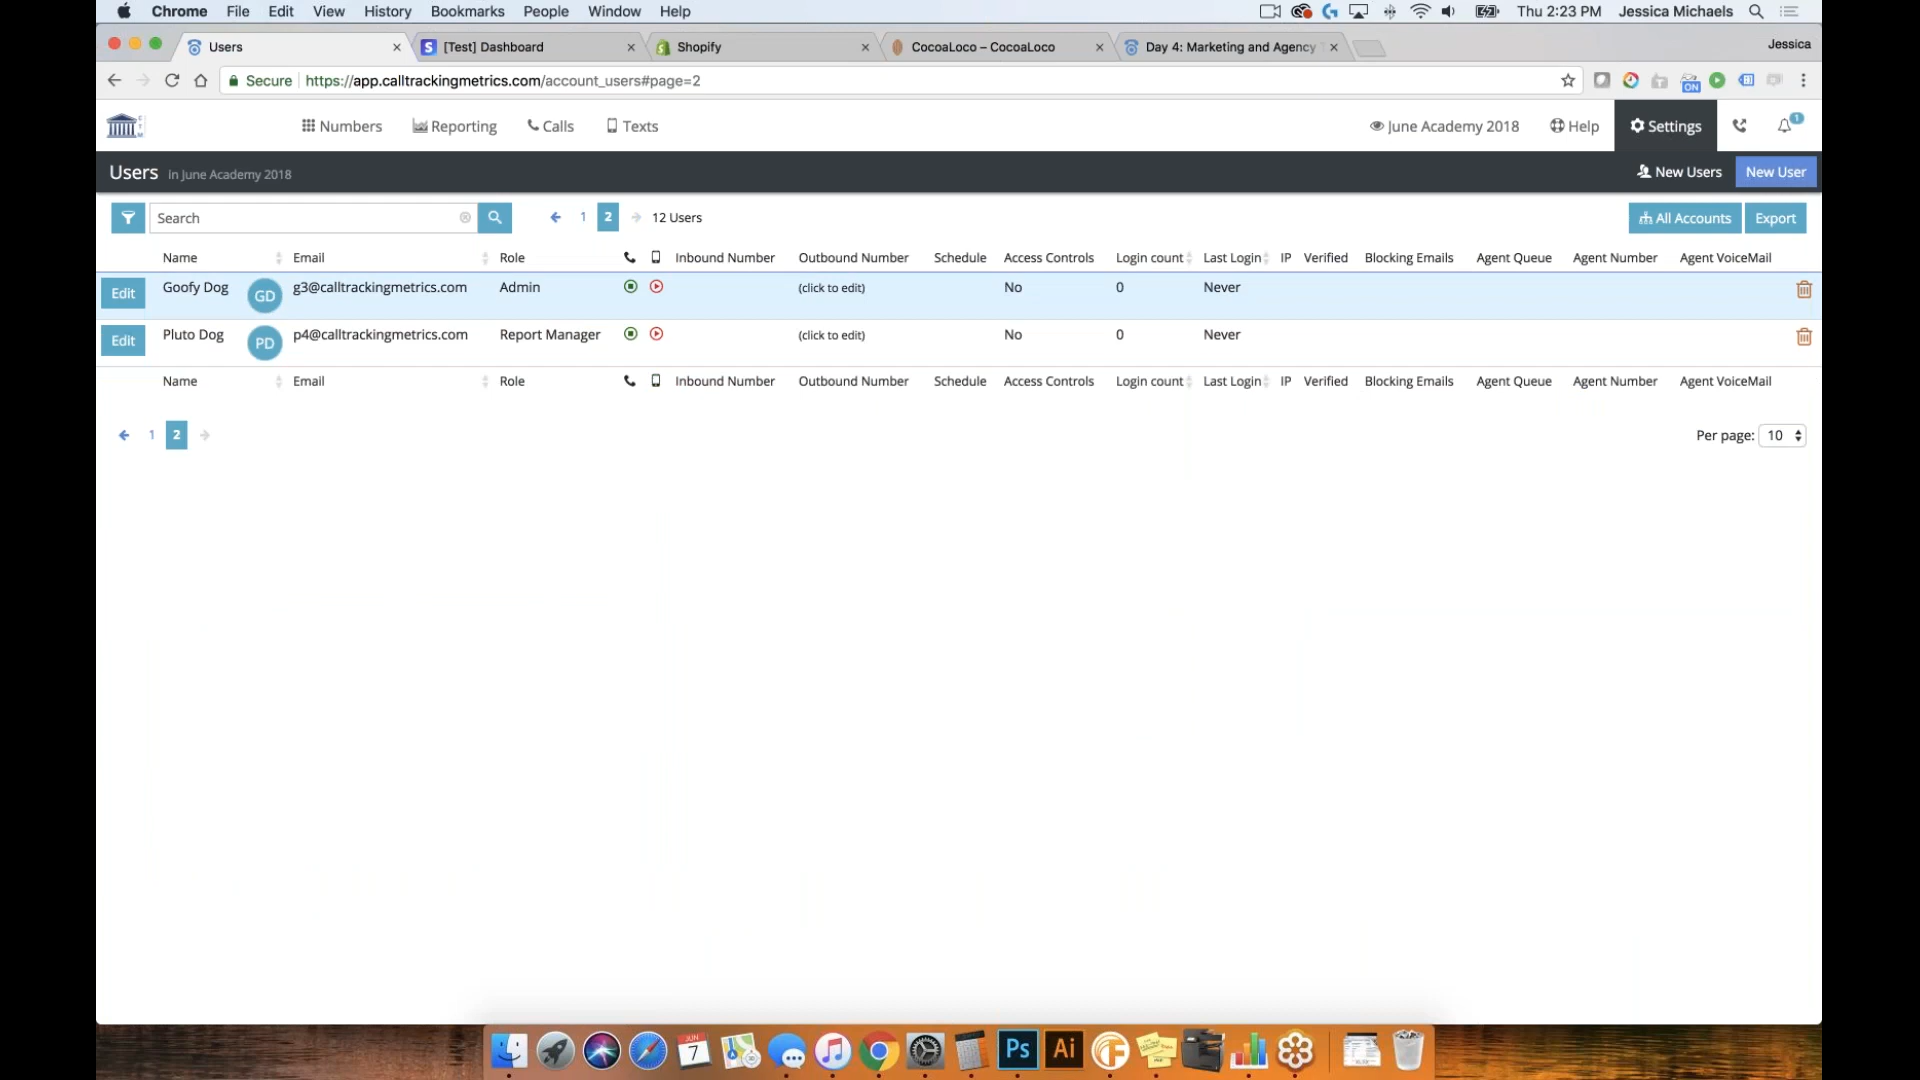 Chrome File Edit View History Bookmarks People Window Help Thu 2:23 PM Jessica Michaels
Users [Test] Dashboard Shopify CocoaLoco – CocoaLoco Day 4: Marketing and Agency Jessica
Secure https://app.calltrackingmetrics.com/account_users#page=2 ON
CTM Numbers Reporting Calls Texts June Academy 2018 Help Settings 1
Users in June Academy 2018 New Users New User
Search 1 2 12 Users All Accounts Export
Name Email Role Inbound Number Outbound Number Schedule Access Controls Login count Last Login IP Verified Blocking Emails Agent Queue Agent Number Agent VoiceMail
Edit Goofy Dog GD g3@calltrackingmetrics.com Admin (click to edit) No 0 Never
Edit Pluto Dog PD p4@calltrackingmetrics.com Report Manager (click to edit) No 0 Never
Name Email Role Inbound Number Outbound Number Schedule Access Controls Login count Last Login IP Verified Blocking Emails Agent Queue Agent Number Agent VoiceMail
1 2 Per page: 10
JUN
7 Ps Ai